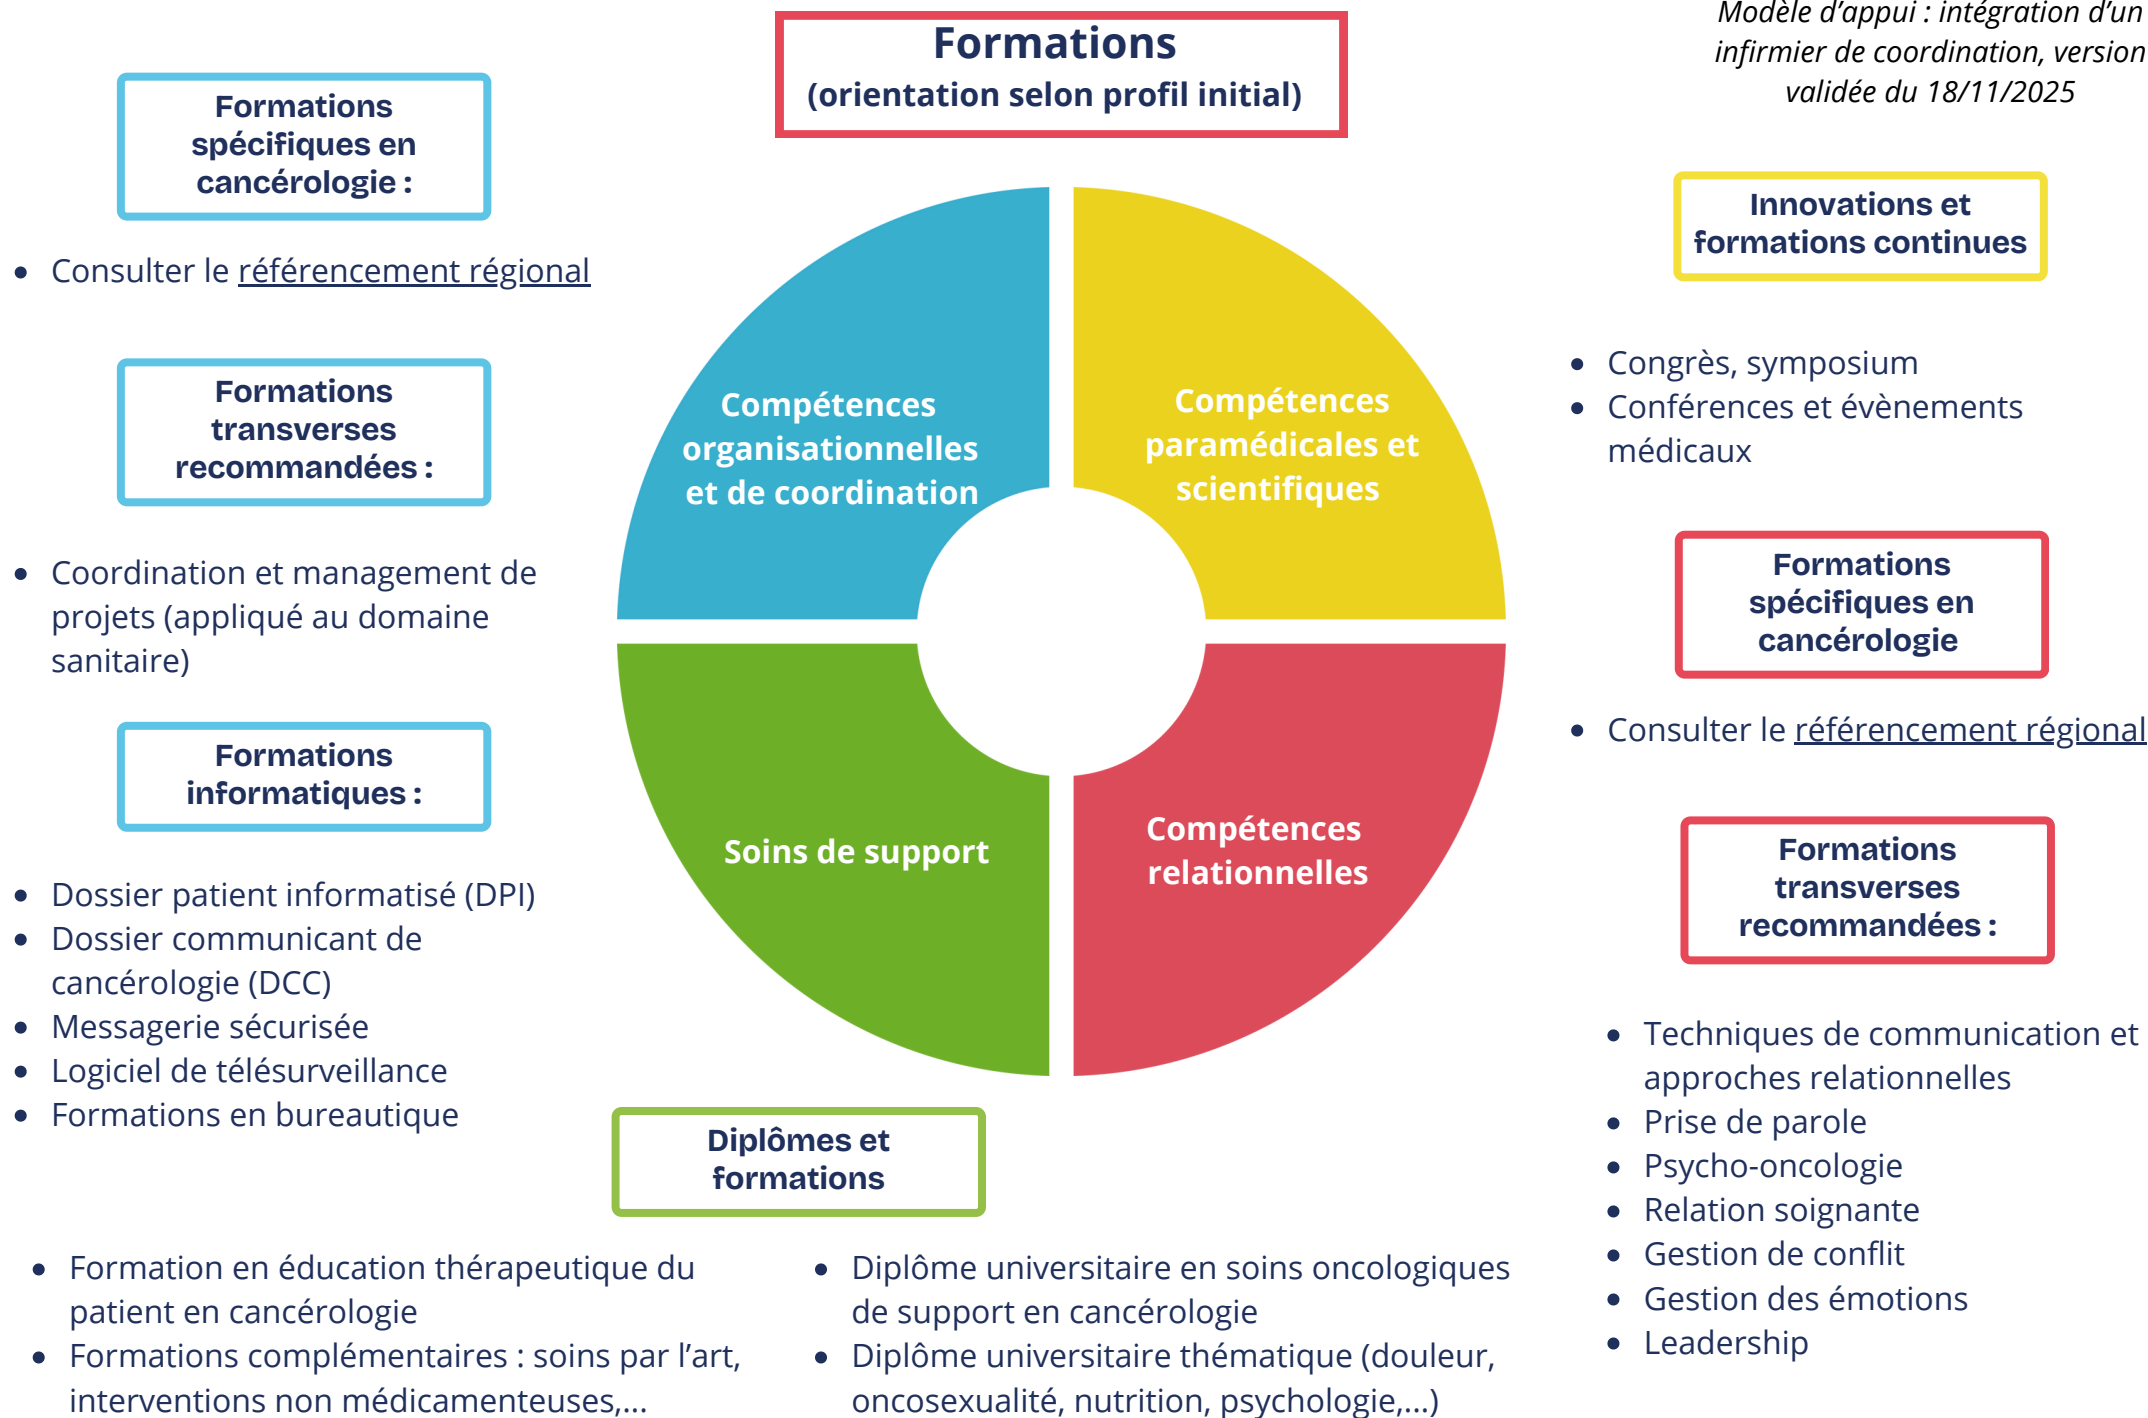 Formations
(orientation selon profil initial)
Modèle d'appui : intégration d'un
infirmier de coordination, version
validée du 18/11/2025
Formations
spécifiques en
cancérologie :
• Consulter le référencement régional
Formations
transverses
recommandées :
• Coordination et management de
projets (appliqué au domaine
sanitaire)
Formations
informatiques :
• Dossier patient informatisé (DPI)
• Dossier communicant de
cancérologie (DCC)
• Messagerie sécurisée
• Logiciel de télésurveillance
• Formations en bureautique
Compétences
organisationnelles
et de coordination
Compétences
paramédicales et
scientifiques
Soins de support
Compétences
relationnelles
Innovations et
formations continues
• Congrès, symposium
• Conférences et évènements
médicaux
Formations
spécifiques en
cancérologie
• Consulter le référencement régional
Formations
transverses
recommandées :
• Techniques de communication et
approches relationnelles
• Prise de parole
• Psycho-oncologie
• Relation soignante
• Gestion de conflit
• Gestion des émotions
• Leadership
Diplômes et
formations
• Formation en éducation thérapeutique du
patient en cancérologie
• Formations complémentaires : soins par l'art,
interventions non médicamenteuses,...
• Diplôme universitaire en soins oncologiques
de support en cancérologie
• Diplôme universitaire thématique (douleur,
oncosexualité, nutrition, psychologie,...)